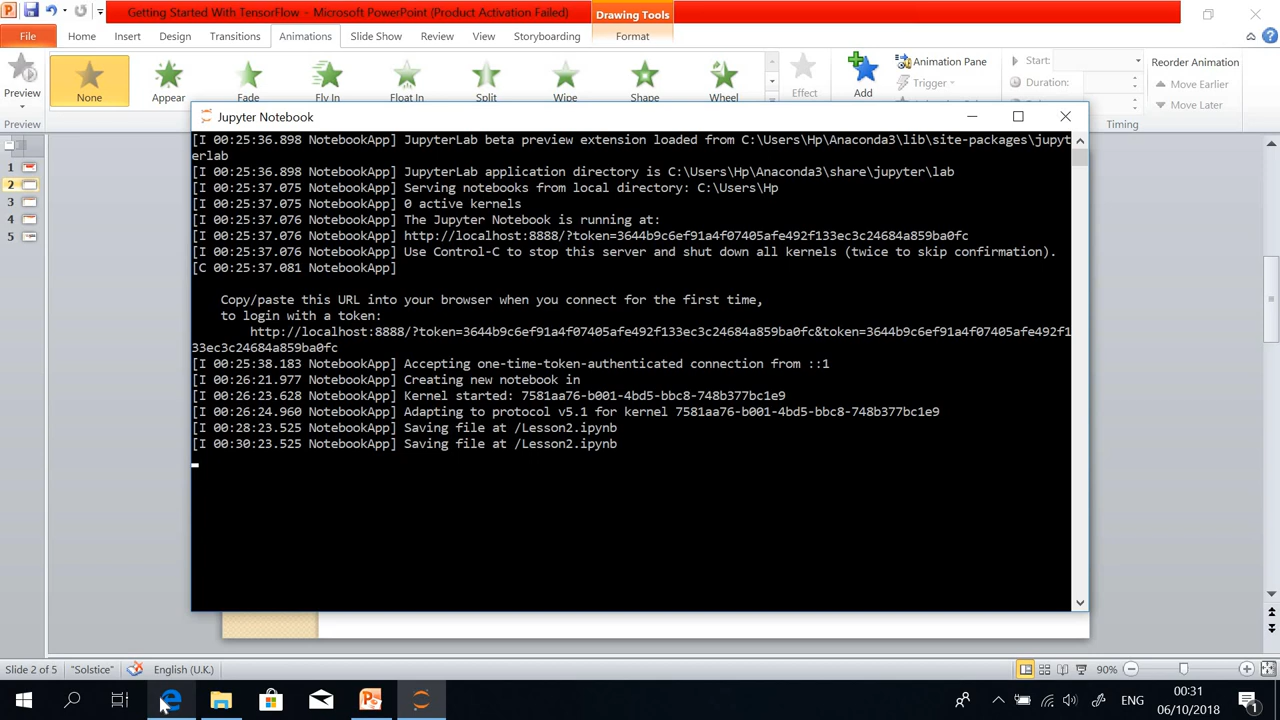 Getting Started With TensorFlow - Microsoft PowerPoint (Product Activation Failed)
Drawing Tools
File
Home
Insert
Design
Transitions
Animations
Slide Show
Review
View
Storyboarding
Format
Preview
None
Appear
Fade
Fly In
Float In
Split
Wipe
Shape
Wheel
Effect
Add
Animation Pane
Trigger
Start:
Duration:
Reorder Animation
Move Earlier
Move Later
Preview
Timing
Jupyter Notebook
[I 00:25:36.898 NotebookApp] JupyterLab beta preview extension loaded from C:\Users\Hp\Anaconda3\lib\site-packages\jupyt
erlab
[I 00:25:36.898 NotebookApp] JupyterLab application directory is C:\Users\Hp\Anaconda3\share\jupyter\lab
[I 00:25:37.075 NotebookApp] Serving notebooks from local directory: C:\Users\Hp
[I 00:25:37.075 NotebookApp] 0 active kernels
[I 00:25:37.076 NotebookApp] The Jupyter Notebook is running at:
[I 00:25:37.076 NotebookApp] http://localhost:8888/?token=3644b9c6ef91a4f07405afe492f133ec3c24684a859ba0fc
[I 00:25:37.076 NotebookApp] Use Control-C to stop this server and shut down all kernels (twice to skip confirmation).
[C 00:25:37.081 NotebookApp]
Copy/paste this URL into your browser when you connect for the first time,
to login with a token:
http://localhost:8888/?token=3644b9c6ef91a4f07405afe492f133ec3c24684a859ba0fc&token=3644b9c6ef91a4f07405afe492f1
33ec3c24684a859ba0fc
[I 00:25:38.183 NotebookApp] Accepting one-time-token-authenticated connection from ::1
[I 00:26:21.977 NotebookApp] Creating new notebook in
[I 00:26:23.628 NotebookApp] Kernel started: 7581aa76-b001-4bd5-bbc8-748b377bc1e9
[I 00:26:24.960 NotebookApp] Adapting to protocol v5.1 for kernel 7581aa76-b001-4bd5-bbc8-748b377bc1e9
[I 00:28:23.525 NotebookApp] Saving file at /Lesson2.ipynb
[I 00:30:23.525 NotebookApp] Saving file at /Lesson2.ipynb
1
2
3
4
5
Slide 2 of 5
"Solstice"
English (U.K.)
90%
ENG
00:31
06/10/2018
1